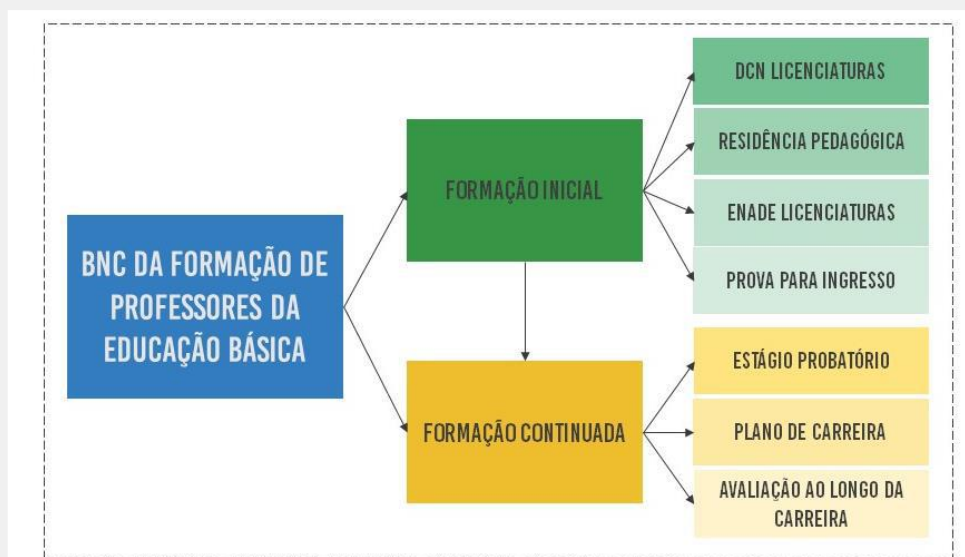 BNC DA FORMAÇÃO DE
PROFESSORES DA
EDUCAÇÃO BÁSICA
FORMAÇÃO INICIAL
DCN LICENCIATURAS
RESIDÊNCIA PEDAGÓGICA
ENADE LICENCIATURAS
PROVA PARA INGRESSO
FORMAÇÃO CONTINUADA
ESTÁGIO PROBATÓRIO
PLANO DE CARREIRA
AVALIAÇÃO AO LONGO DA
CARREIRA